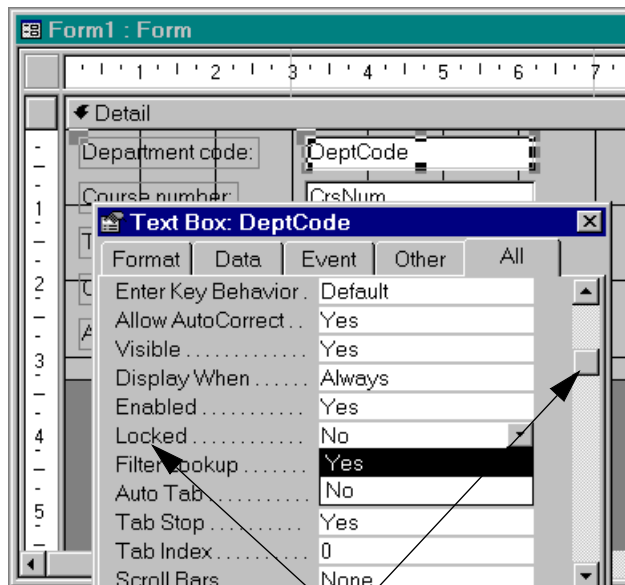 Form1 : Form
1 2 3 4 5 6 7
Detail
Department code: DeptCode
Course number: CrsNum
Text Box: DeptCode
Format Data Event Other All
1
2
3
4
5
Enter Key Behavior . Default
Allow AutoCorrect . . Yes
Visible . . . . . . . . . . . . . Yes
Display When . . . . . . Always
Enabled . . . . . . . . . . . Yes
Locked . . . . . . . . . . . . No
Yes
No
Filter Lookup . . . . . . .
Auto Tab . . . . . . . . . .
Tab Stop . . . . . . . . . . Yes
Tab Index . . . . . . . . . . 0
Scroll Bars . . . . . . . . . None